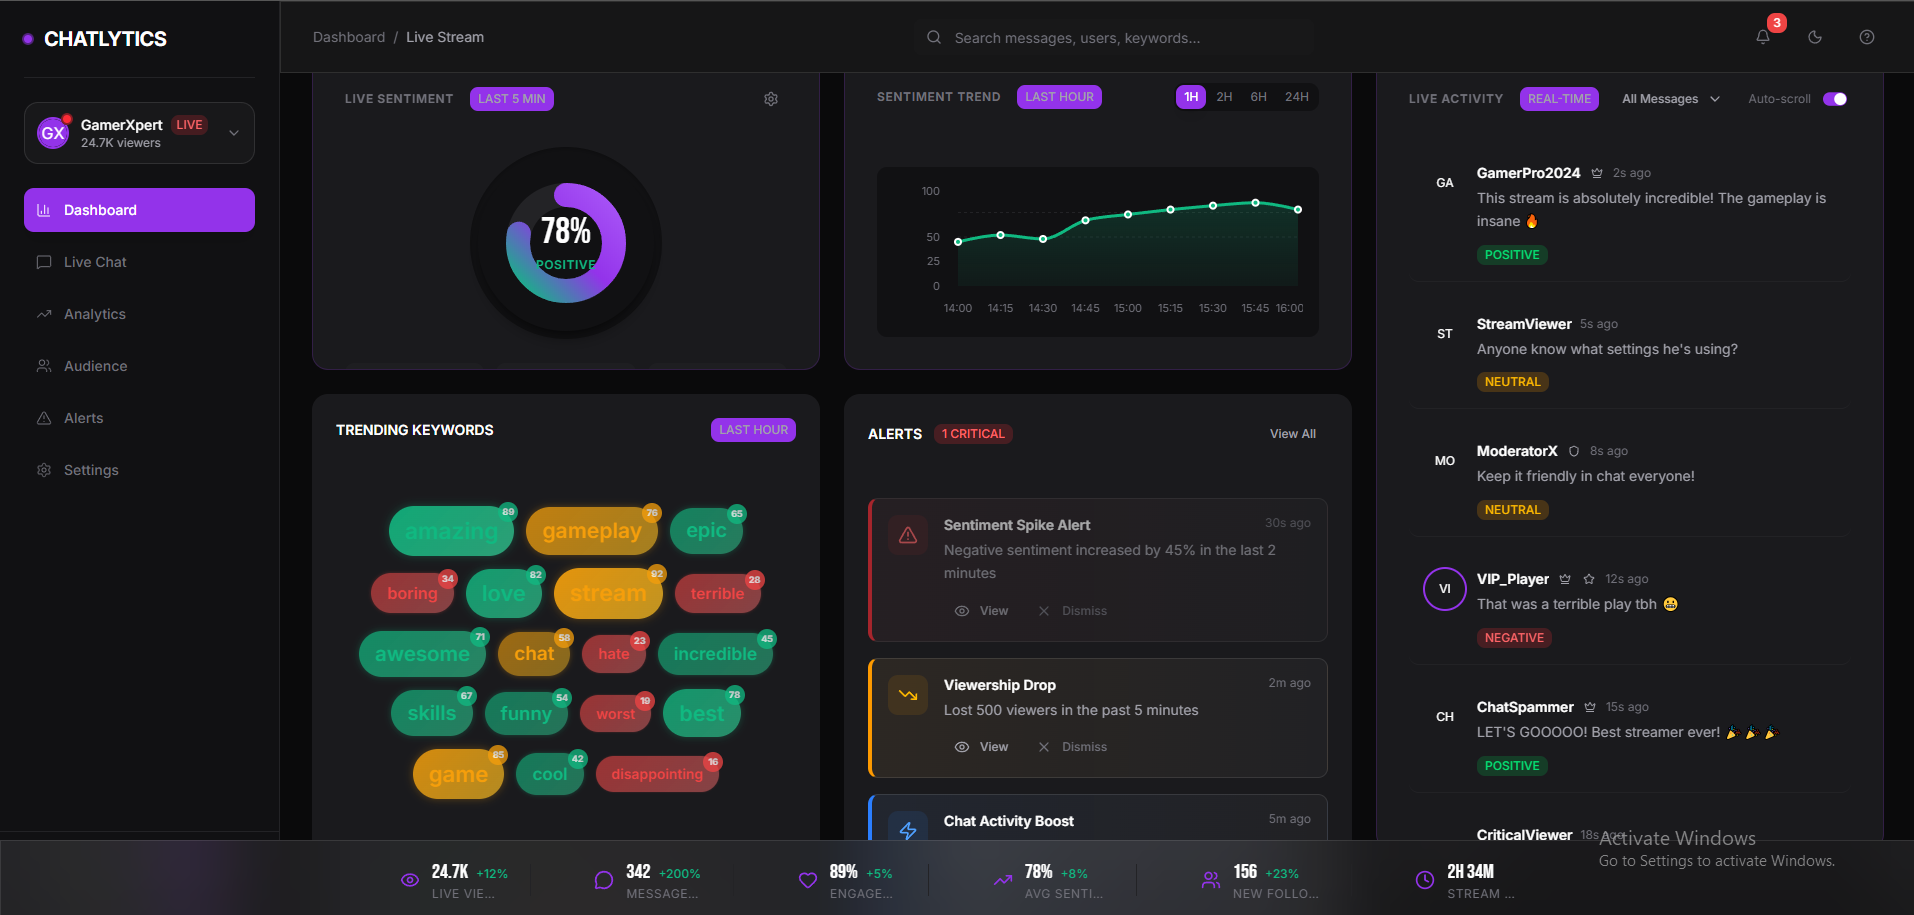 CHATLYTICS
GX
GamerXpert LIVE
24.7K viewers
Dashboard
Live Chat
Analytics
Audience
Alerts
Settings
Dashboard / Live Stream
Search messages, users, keywords...
3
LIVE SENTIMENT LAST 5 MIN
78%
POSITIVE
SENTIMENT TREND LAST HOUR
1H 2H 6H 24H
100
50
25
0
14:00 14:15 14:30 14:45 15:00 15:15 15:30 15:45 16:00
TRENDING KEYWORDS LAST HOUR
amazing 89 gameplay 76 epic 65
boring 34 love 82 stream 92 terrible 28
awesome 71 chat 58 hate 23 incredible 45
skills 67 funny 54 worst 19 best 78
game 85 cool 42 disappointing 16
ALERTS 1 CRITICAL View All
Sentiment Spike Alert 30s ago
Negative sentiment increased by 45% in the last 2
minutes
View Dismiss
Viewership Drop 2m ago
Lost 500 viewers in the past 5 minutes
View Dismiss
Chat Activity Boost 5m ago
LIVE ACTIVITY REAL-TIME All Messages Auto-scroll
GA
GamerPro2024 2s ago
This stream is absolutely incredible! The gameplay is
insane 🔥
POSITIVE
ST
StreamViewer 5s ago
Anyone know what settings he's using?
NEUTRAL
MO
ModeratorX 8s ago
Keep it friendly in chat everyone!
NEUTRAL
VI
VIP_Player 12s ago
That was a terrible play tbh 😬
NEGATIVE
CH
ChatSpammer 15s ago
LET'S GOOOOO! Best streamer ever! 🎉🎉🎉
POSITIVE
CriticalViewer 18s ago
Activate Windows
Go to Settings to activate Windows.
24.7K +12%
LIVE VIE...
342 +200%
MESSAGE...
89% +5%
ENGAGE...
78% +8%
AVG SENTI...
156 +23%
NEW FOLLO...
2H 34M
STREAM ...